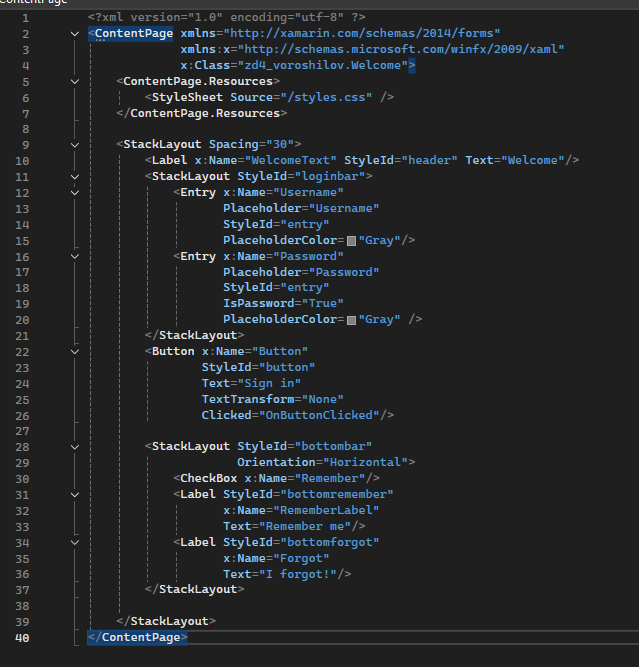 ContentPage
1 <?xml version="1.0" encoding="utf-8" ?>
2 <ContentPage xmlns="http://xamarin.com/schemas/2014/forms"
3 xmlns:x="http://schemas.microsoft.com/winfx/2009/xaml"
4 x:Class="zd4_voroshilov.Welcome">
5 <ContentPage.Resources>
6 <StyleSheet Source="/styles.css" />
7 </ContentPage.Resources>
8
9 <StackLayout Spacing="30">
10 <Label x:Name="WelcomeText" StyleId="header" Text="Welcome"/>
11 <StackLayout StyleId="loginbar">
12 <Entry x:Name="Username"
13 Placeholder="Username"
14 StyleId="entry"
15 PlaceholderColor="Gray"/>
16 <Entry x:Name="Password"
17 Placeholder="Password"
18 StyleId="entry"
19 IsPassword="True"
20 PlaceholderColor="Gray" />
21 </StackLayout>
22 <Button x:Name="Button"
23 StyleId="button"
24 Text="Sign in"
25 TextTransform="None"
26 Clicked="OnButtonClicked"/>
27
28 <StackLayout StyleId="bottombar"
29 Orientation="Horizontal">
30 <CheckBox x:Name="Remember"/>
31 <Label StyleId="bottomremember"
32 x:Name="RememberLabel"
33 Text="Remember me"/>
34 <Label StyleId="bottomforgot"
35 x:Name="Forgot"
36 Text="I forgot!"/>
37 </StackLayout>
38
39 </StackLayout>
40 </ContentPage>